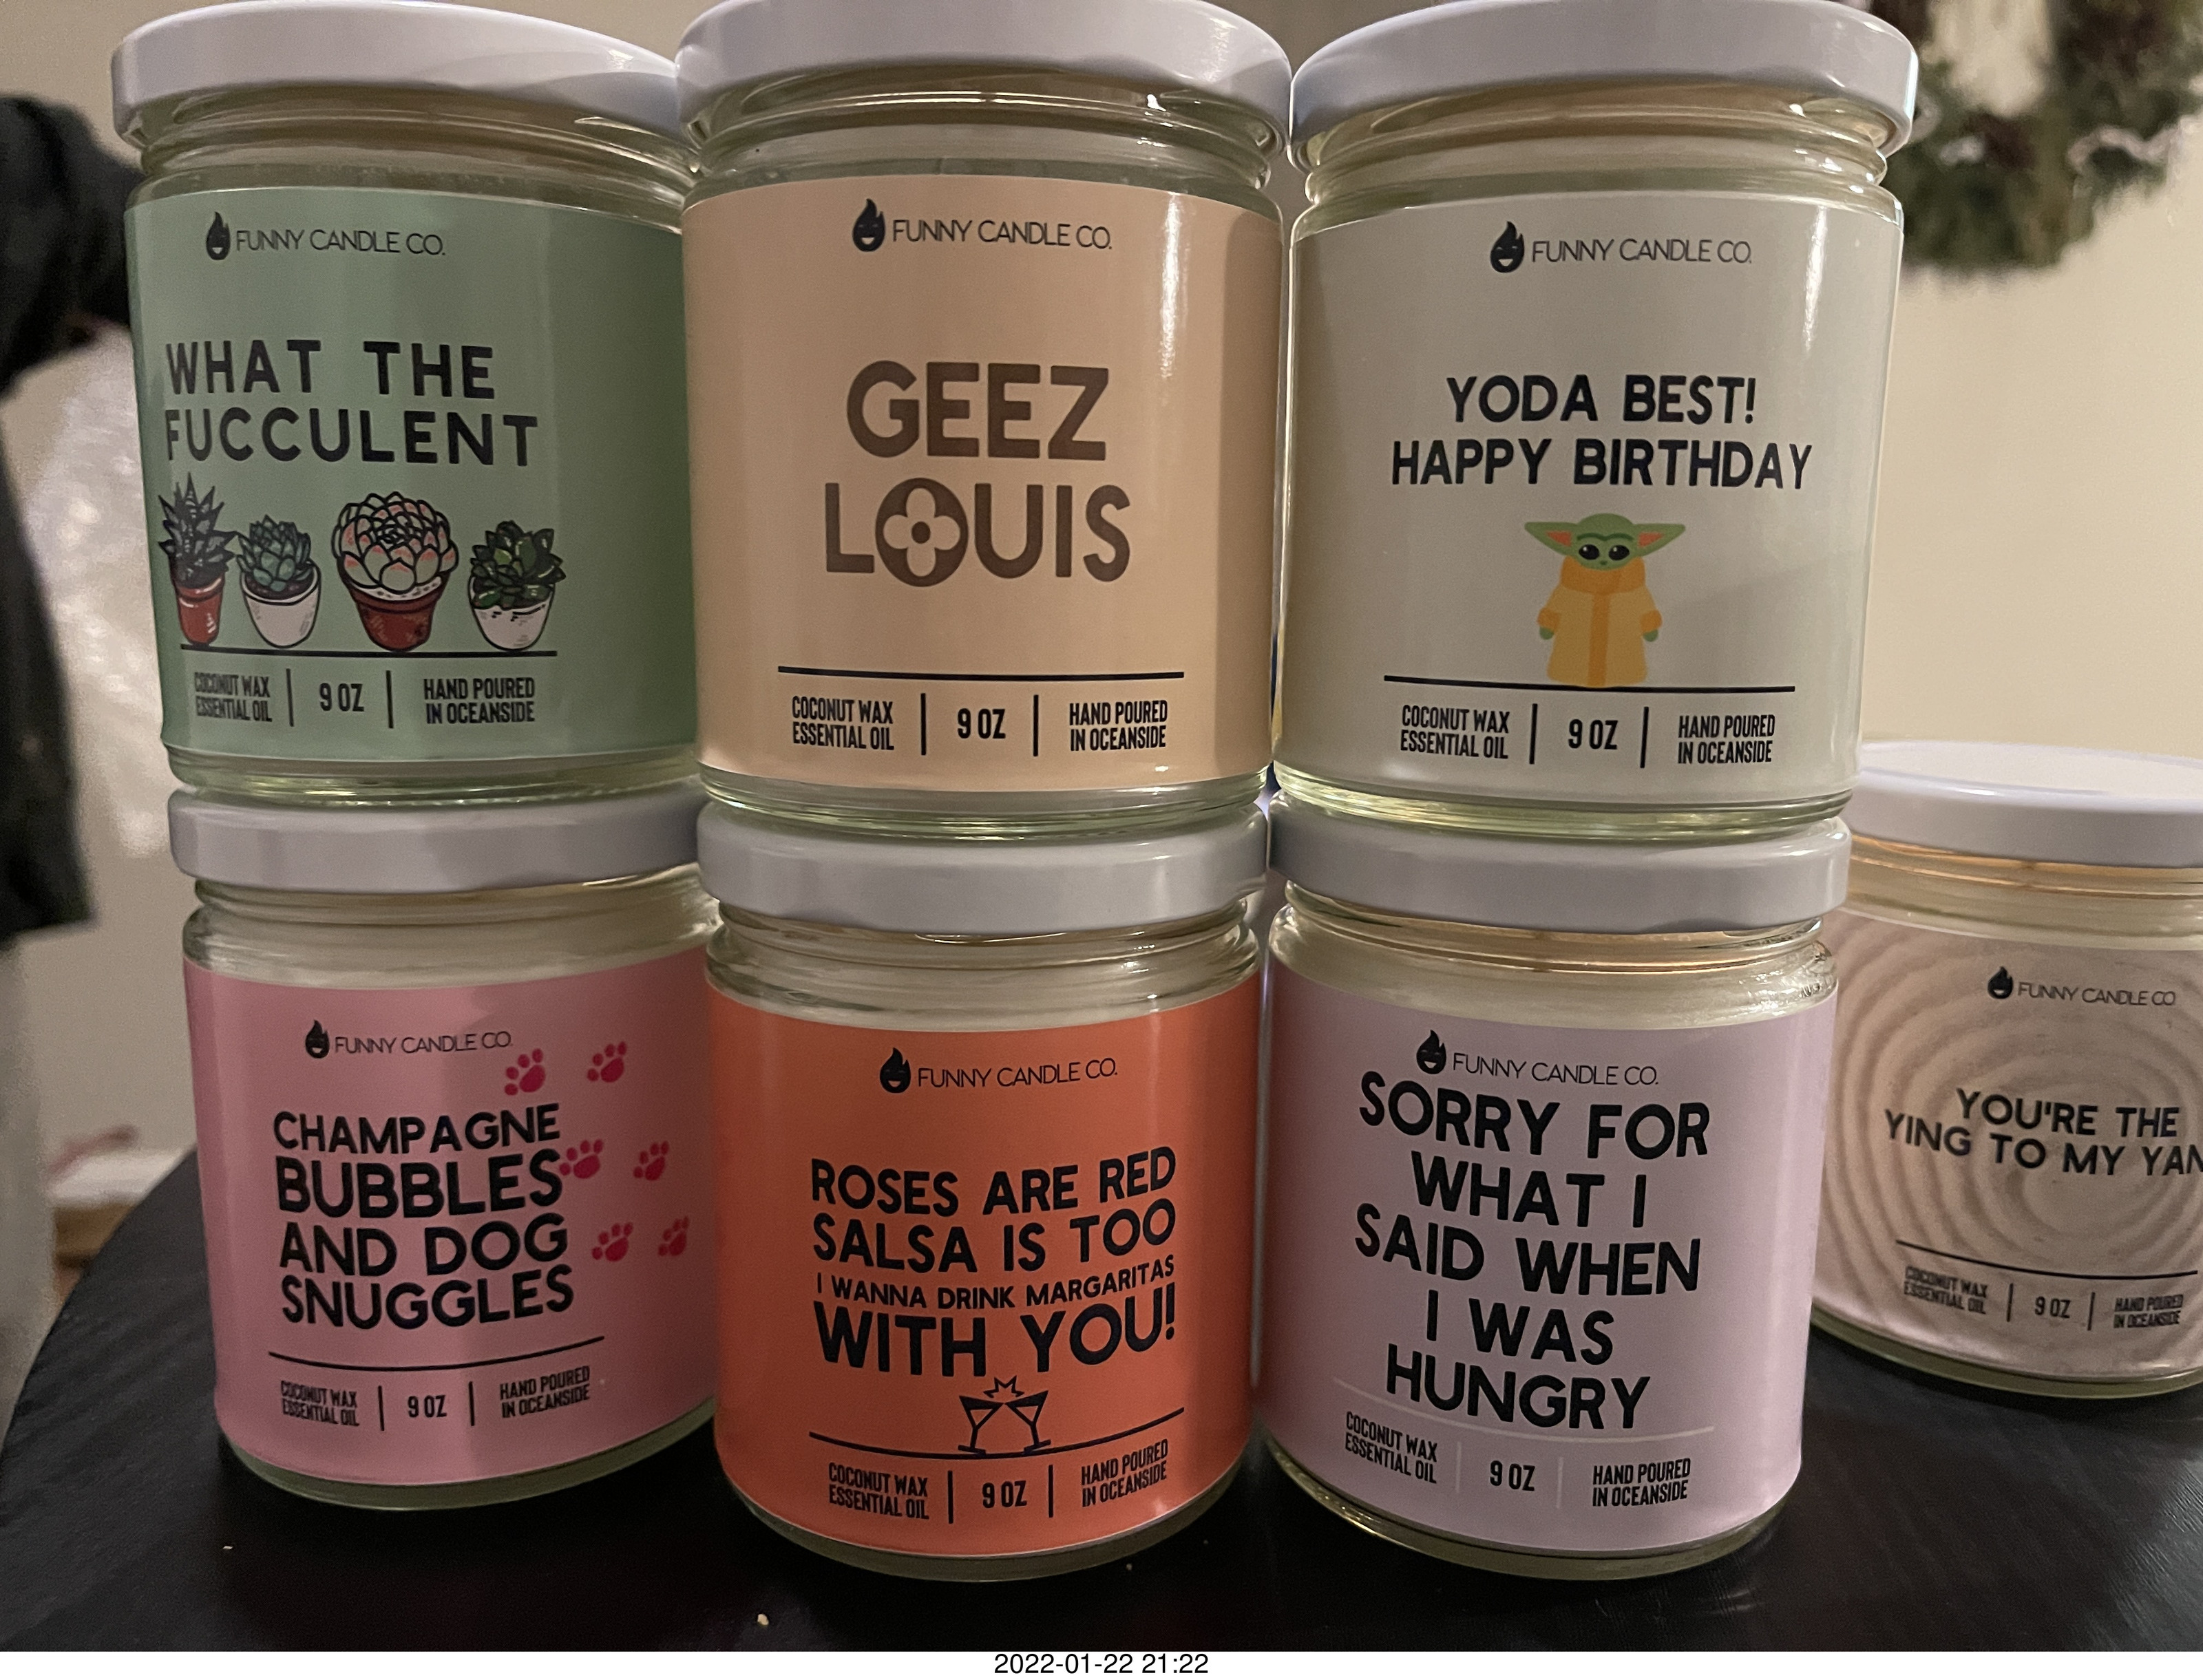 FUNNY CANDLE CO.
WHAT THE
FUCCULENT
COCONUT WAX
ESSENTIAL OIL
9 OZ
HAND POURED
IN OCEANSIDE
FUNNY CANDLE CO.
GEEZ
LOUIS
COCONUT WAX
ESSENTIAL OIL
9 OZ
HAND POURED
IN OCEANSIDE
FUNNY CANDLE CO.
YODA BEST!
HAPPY BIRTHDAY
COCONUT WAX
ESSENTIAL OIL
9 OZ
HAND POURED
IN OCEANSIDE
FUNNY CANDLE CO.
CHAMPAGNE
BUBBLES
AND DOG
SNUGGLES
COCONUT WAX
ESSENTIAL OIL
9 OZ
HAND POURED
IN OCEANSIDE
FUNNY CANDLE CO.
ROSES ARE RED
SALSA IS TOO
I WANNA DRINK MARGARITAS
WITH YOU!
COCONUT WAX
ESSENTIAL OIL
9 OZ
HAND POURED
IN OCEANSIDE
FUNNY CANDLE CO.
SORRY FOR
WHAT I
SAID WHEN
I WAS
HUNGRY
COCONUT WAX
ESSENTIAL OIL
9 OZ
HAND POURED
IN OCEANSIDE
FUNNY CANDLE CO
YOU'RE THE
YING TO MY YAN
COCONUT WAX
ESSENTIAL OIL
9 OZ
HAND POURED
IN OCEANSIDE
2022-01-22 21:22